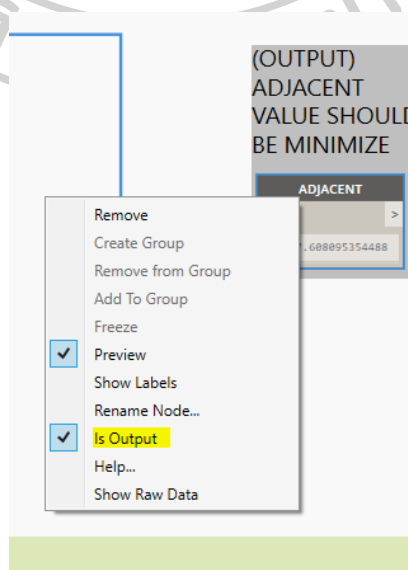 (OUTPUT)
ADJACENT
VALUE SHOULD
BE MINIMIZE
ADJACENT
>
.608095354488
Remove
Create Group
Remove from Group
Add To Group
Freeze
Preview
Show Labels
Rename Node...
Is Output
Help...
Show Raw Data